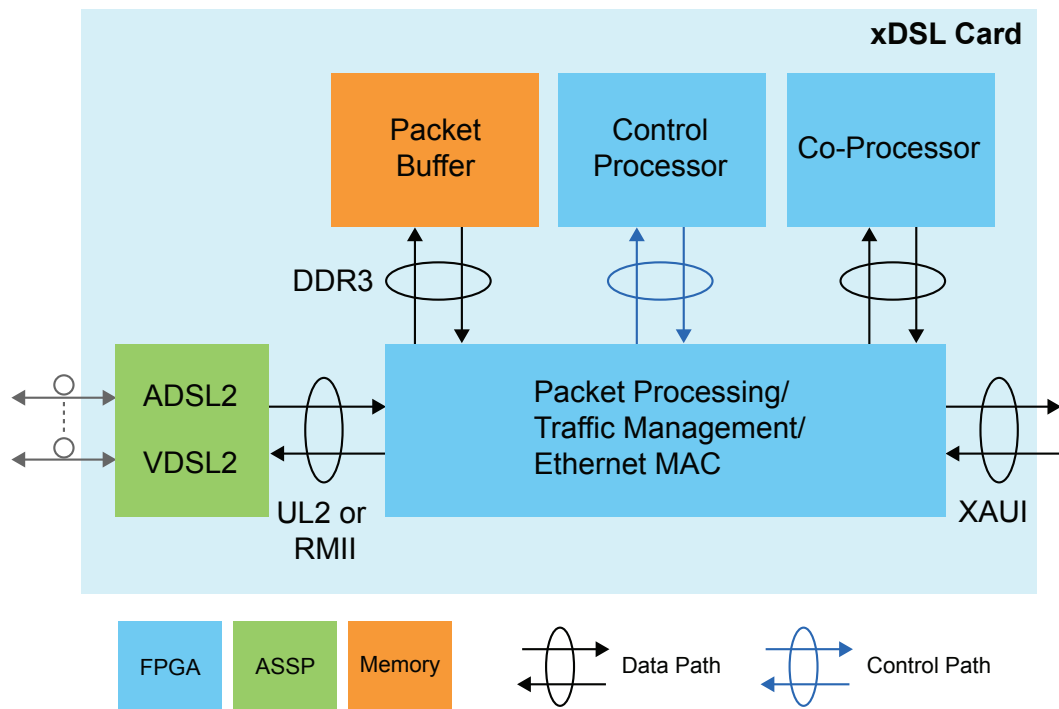 xDSL Card
Packet
Buffer
Control
Processor
Co-Processor
DDR3
ADSL2
VDSL2
Packet Processing/
Traffic Management/
Ethernet MAC
UL2 or
RMII
XAUI
FPGA
ASSP
Memory
Data Path
Control Path